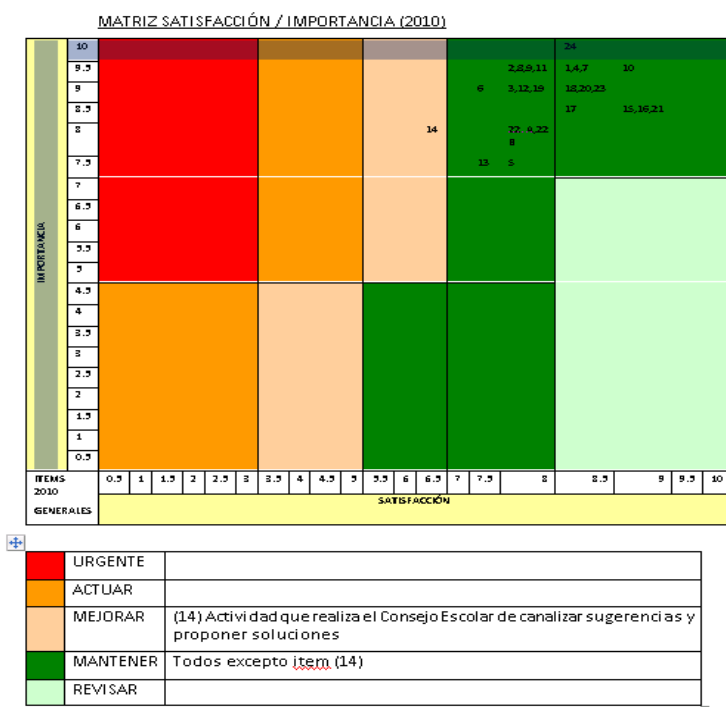 MATRIZ SATISFACCIÓN / IMPORTANCIA (2010)
10 24
9.5 2,8,9,11 1,4,7 10
9 6 3,12,19 18,20,23
8.5 17 15,16,21
8 14
8
7.5 13 5
7
6.5
6
5.5
5
4.5
4
3.5
3
2.5
2
1.5
1
0.5
IMPORTANCIA
ITEMS 2010 GENERALES
0.5 1 1.5 2 2.5 3 3.5 4 4.5 5 5.5 6 6.5 7 7.5 8 8.5 9 9.5 10
SATISFACCIÓN
URGENTE
ACTUAR
MEJORAR (14) Actividad que realiza el Consejo Escolar de canalizar sugerencias y
proponer soluciones
MANTENER Todos excepto item (14)
REVISAR